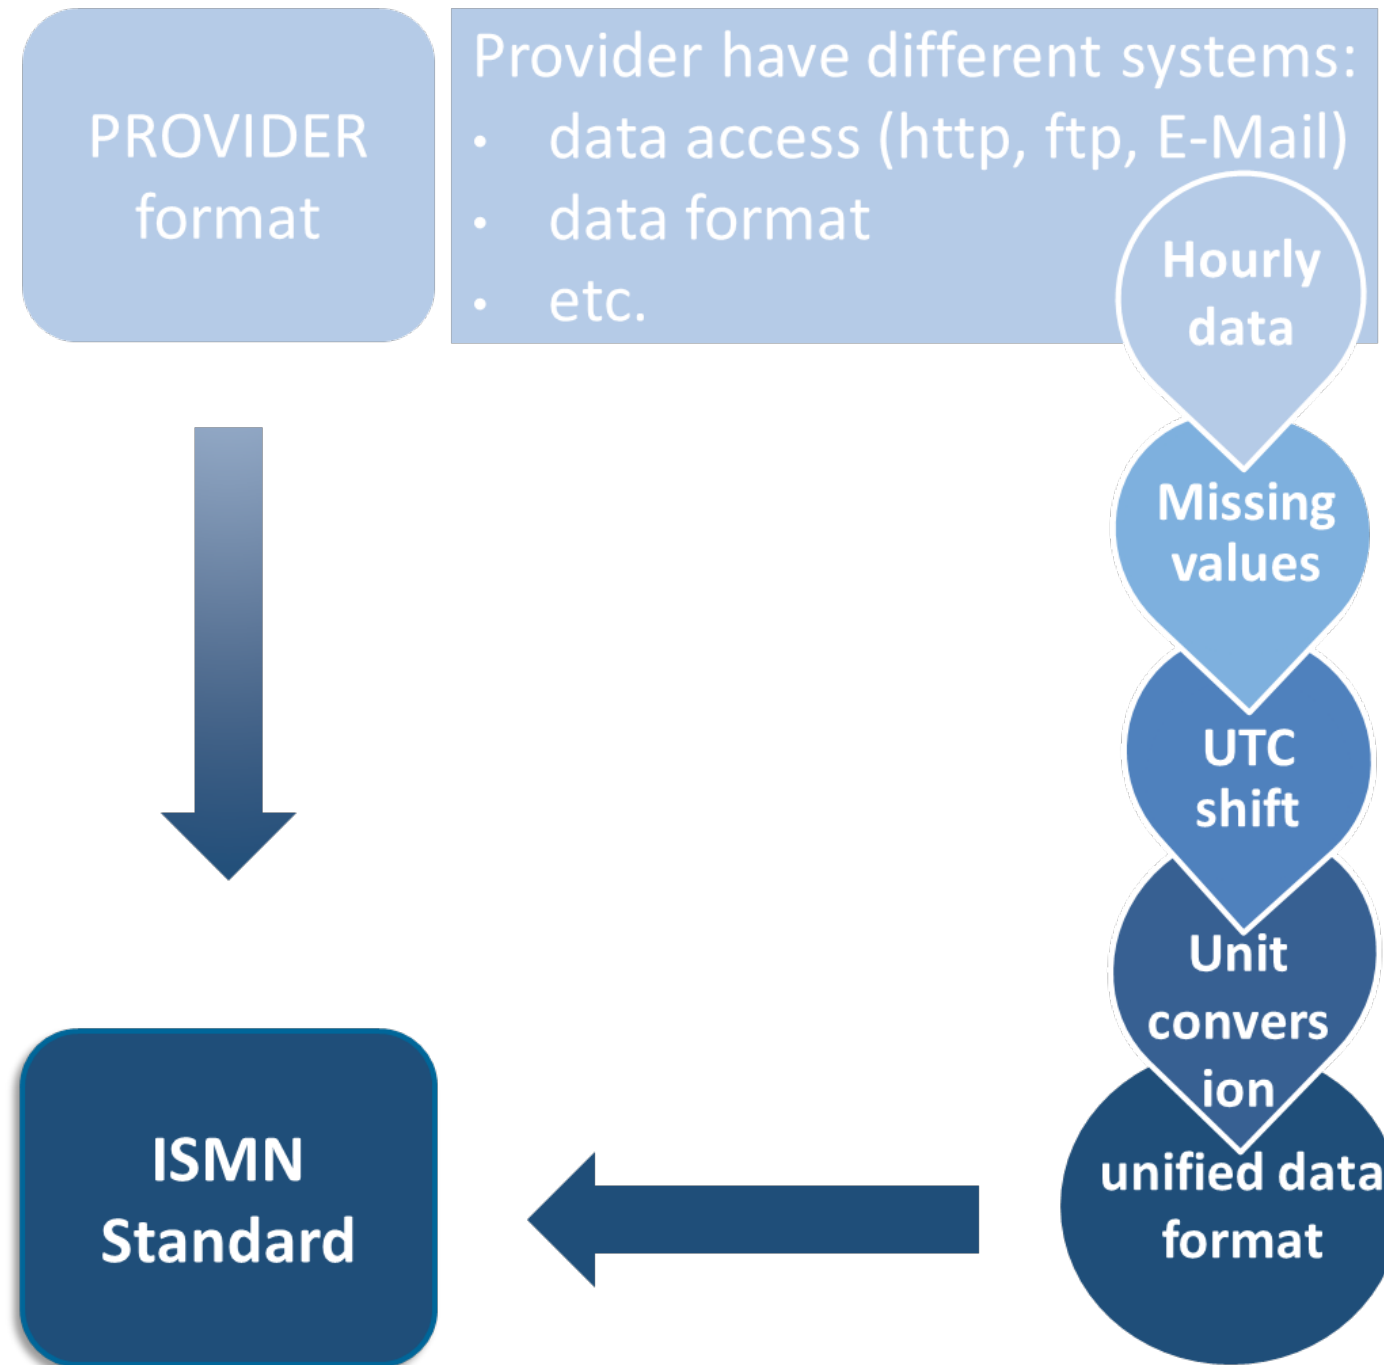 PROVIDER
format
Provider have different systems:
• data access (http, ftp, E-Mail)
• data format
• etc.
Hourly
data
Missing
values
UTC
shift
Unit
convers
ion
unified data
format
ISMN
Standard